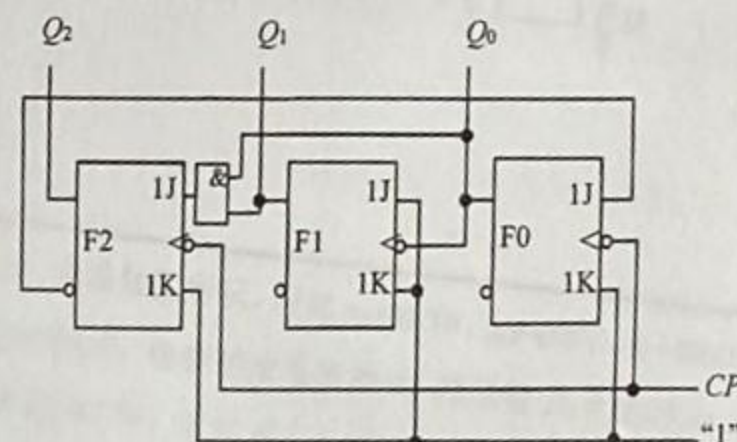 Q₂ Q₁ Q₀
1J & 1J 1J
F2 F1 F0
1K 1K 1K
CP
"1"